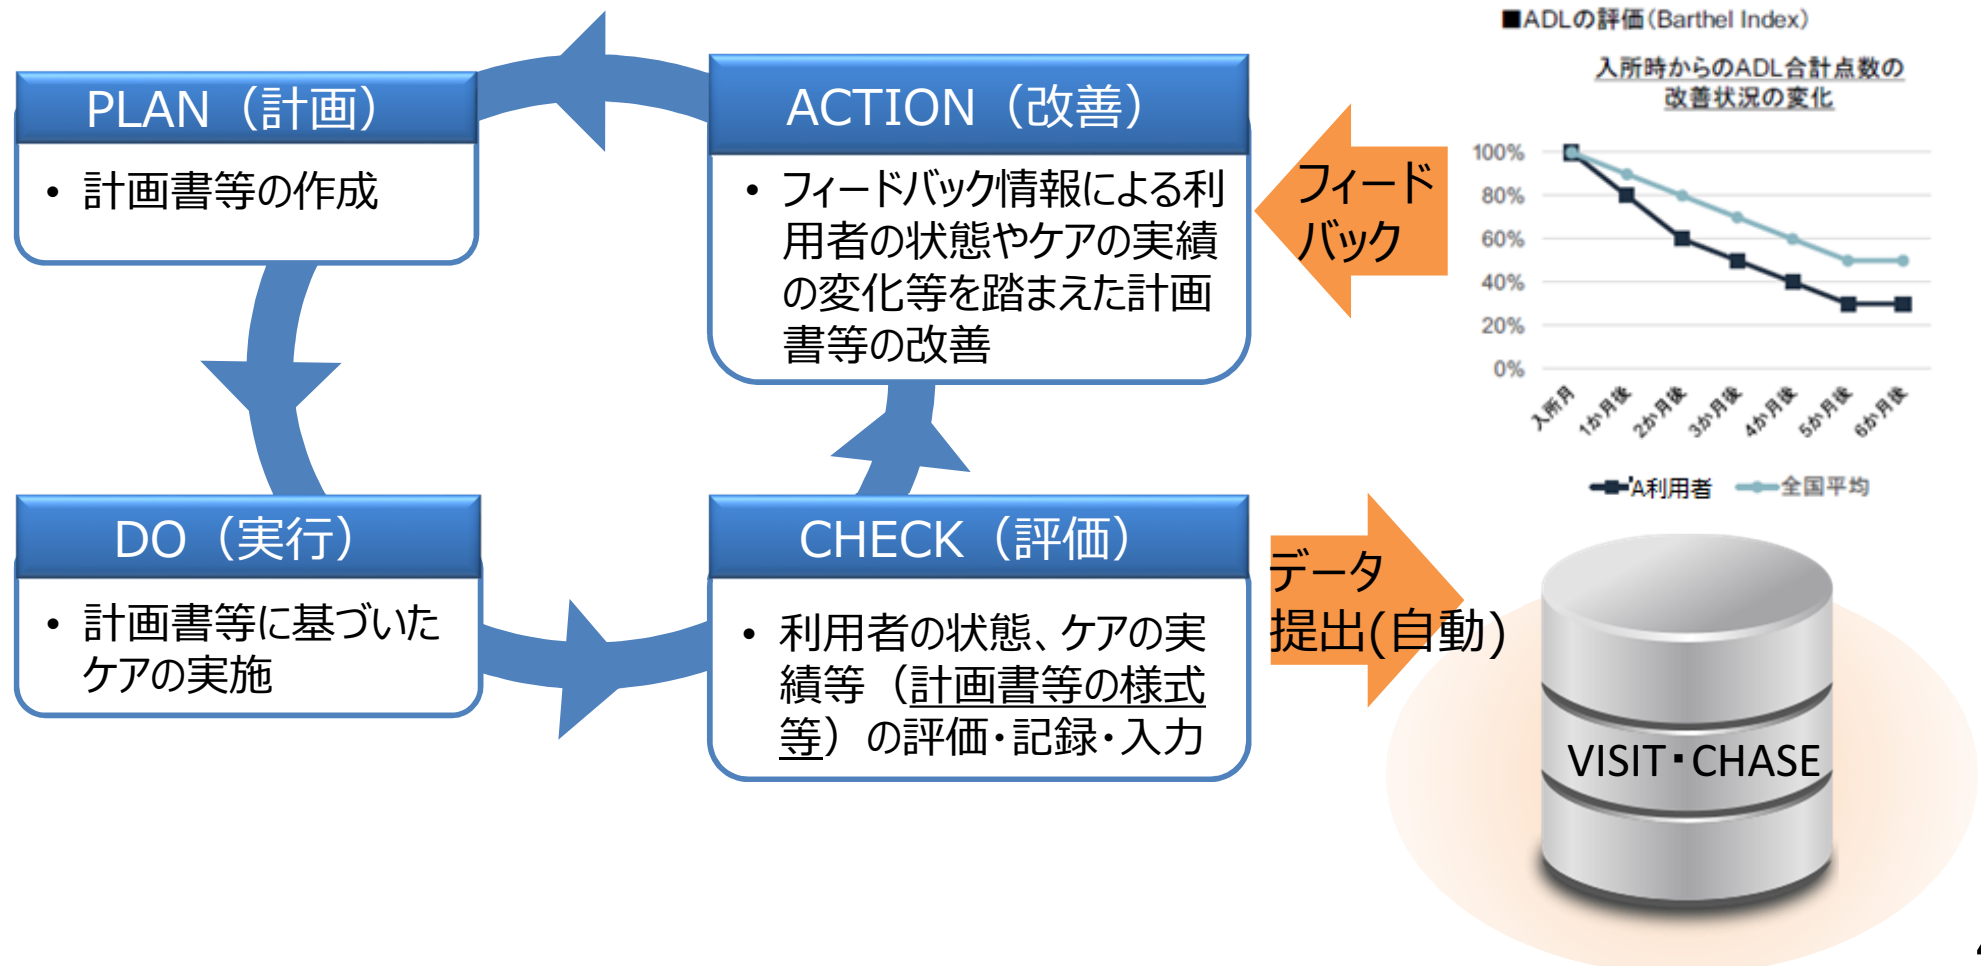 PLAN（計画）
• 計画書等の作成
ACTION（改善）
• フィードバック情報による利
用者の状態やケアの実績
の変化等を踏まえた計画
書等の改善
DO（実行）
• 計画書等に基づいた
ケアの実施
CHECK（評価）
• 利用者の状態、ケアの実
績等（計画書等の様式
等）の評価・記録・入力
フィード
バック
データ
提出(自動)
■ADLの評価（Barthel Index）
入所時からのADL合計点数の
改善状況の変化
100%
80%
60%
40%
20%
0%
入所月
1か月後
2か月後
3か月後
4か月後
5か月後
6か月後
A利用者
全国平均
VISIT・CHASE